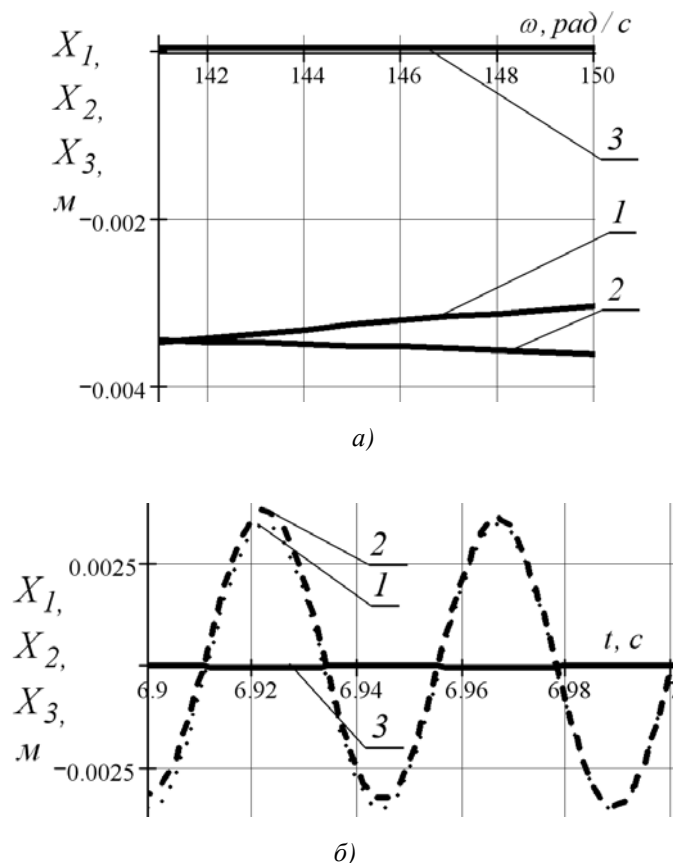 ω, рад / с
X1,
X2,
X3,
м
142 144 146 148 150
3
−0.002
1
2
−0.004
а)
2
0.0025
1
X1,
X2,
X3,
м
t, с
6.9 6.92 6.94 6.96 6.98
3
−0.0025
б)